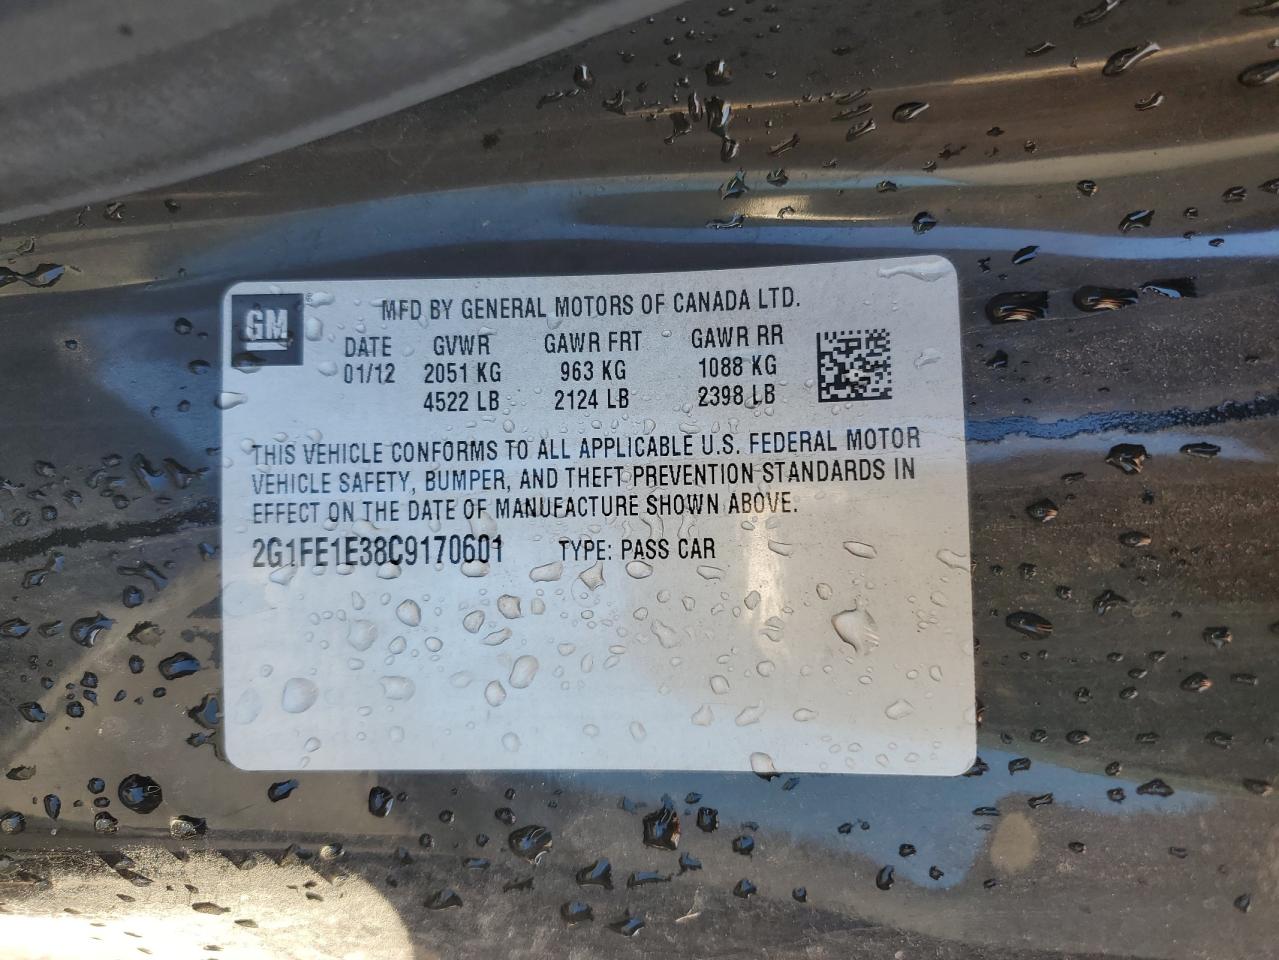 GM
MFD BY GENERAL MOTORS OF CANADA LTD.
DATE GVWR GAWR FRT GAWR RR
01/12 2051 KG 963 KG 1088 KG
4522 LB 2124 LB 2398 LB
THIS VEHICLE CONFORMS TO ALL APPLICABLE U.S. FEDERAL MOTOR
VEHICLE SAFETY, BUMPER, AND THEFT PREVENTION STANDARDS IN
EFFECT ON THE DATE OF MANUFACTURE SHOWN ABOVE.
2G1FE1E38C9170601 TYPE: PASS CAR